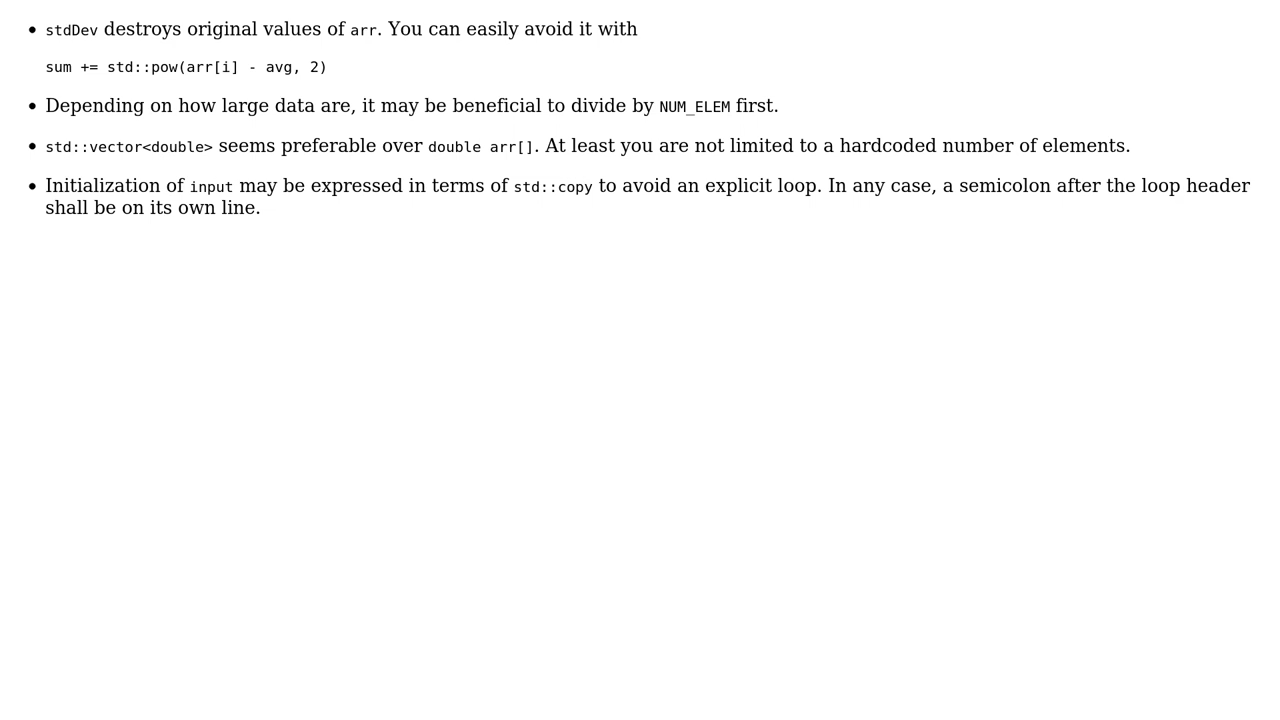 • stdDev destroys original values of arr. You can easily avoid it with
sum += std::pow(arr[i] - avg, 2)
• Depending on how large data are, it may be beneficial to divide by NUM_ELEM first.
• std::vector<double> seems preferable over double arr[]. At least you are not limited to a hardcoded number of elements.
• Initialization of input may be expressed in terms of std::copy to avoid an explicit loop. In any case, a semicolon after the loop header
shall be on its own line.